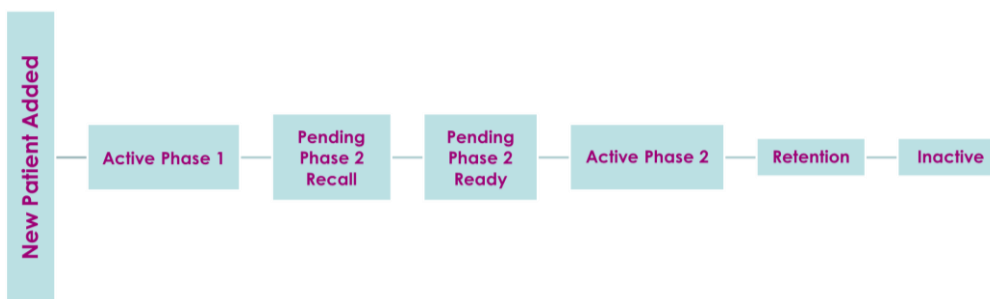 New Patient Added
Active Phase 1
Pending
Phase 2
Recall
Pending
Phase 2
Ready
Active Phase 2
Retention
Inactive